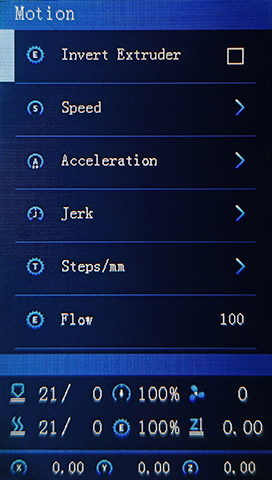 Motion
E Invert Extruder
S Speed
A Acceleration
J Jerk
T Steps/mm
E Flow 100
21/ 0 100% 0
21/ 0 E 100% Z 0.00
X 0.00 Y 0.00 Z 0.00